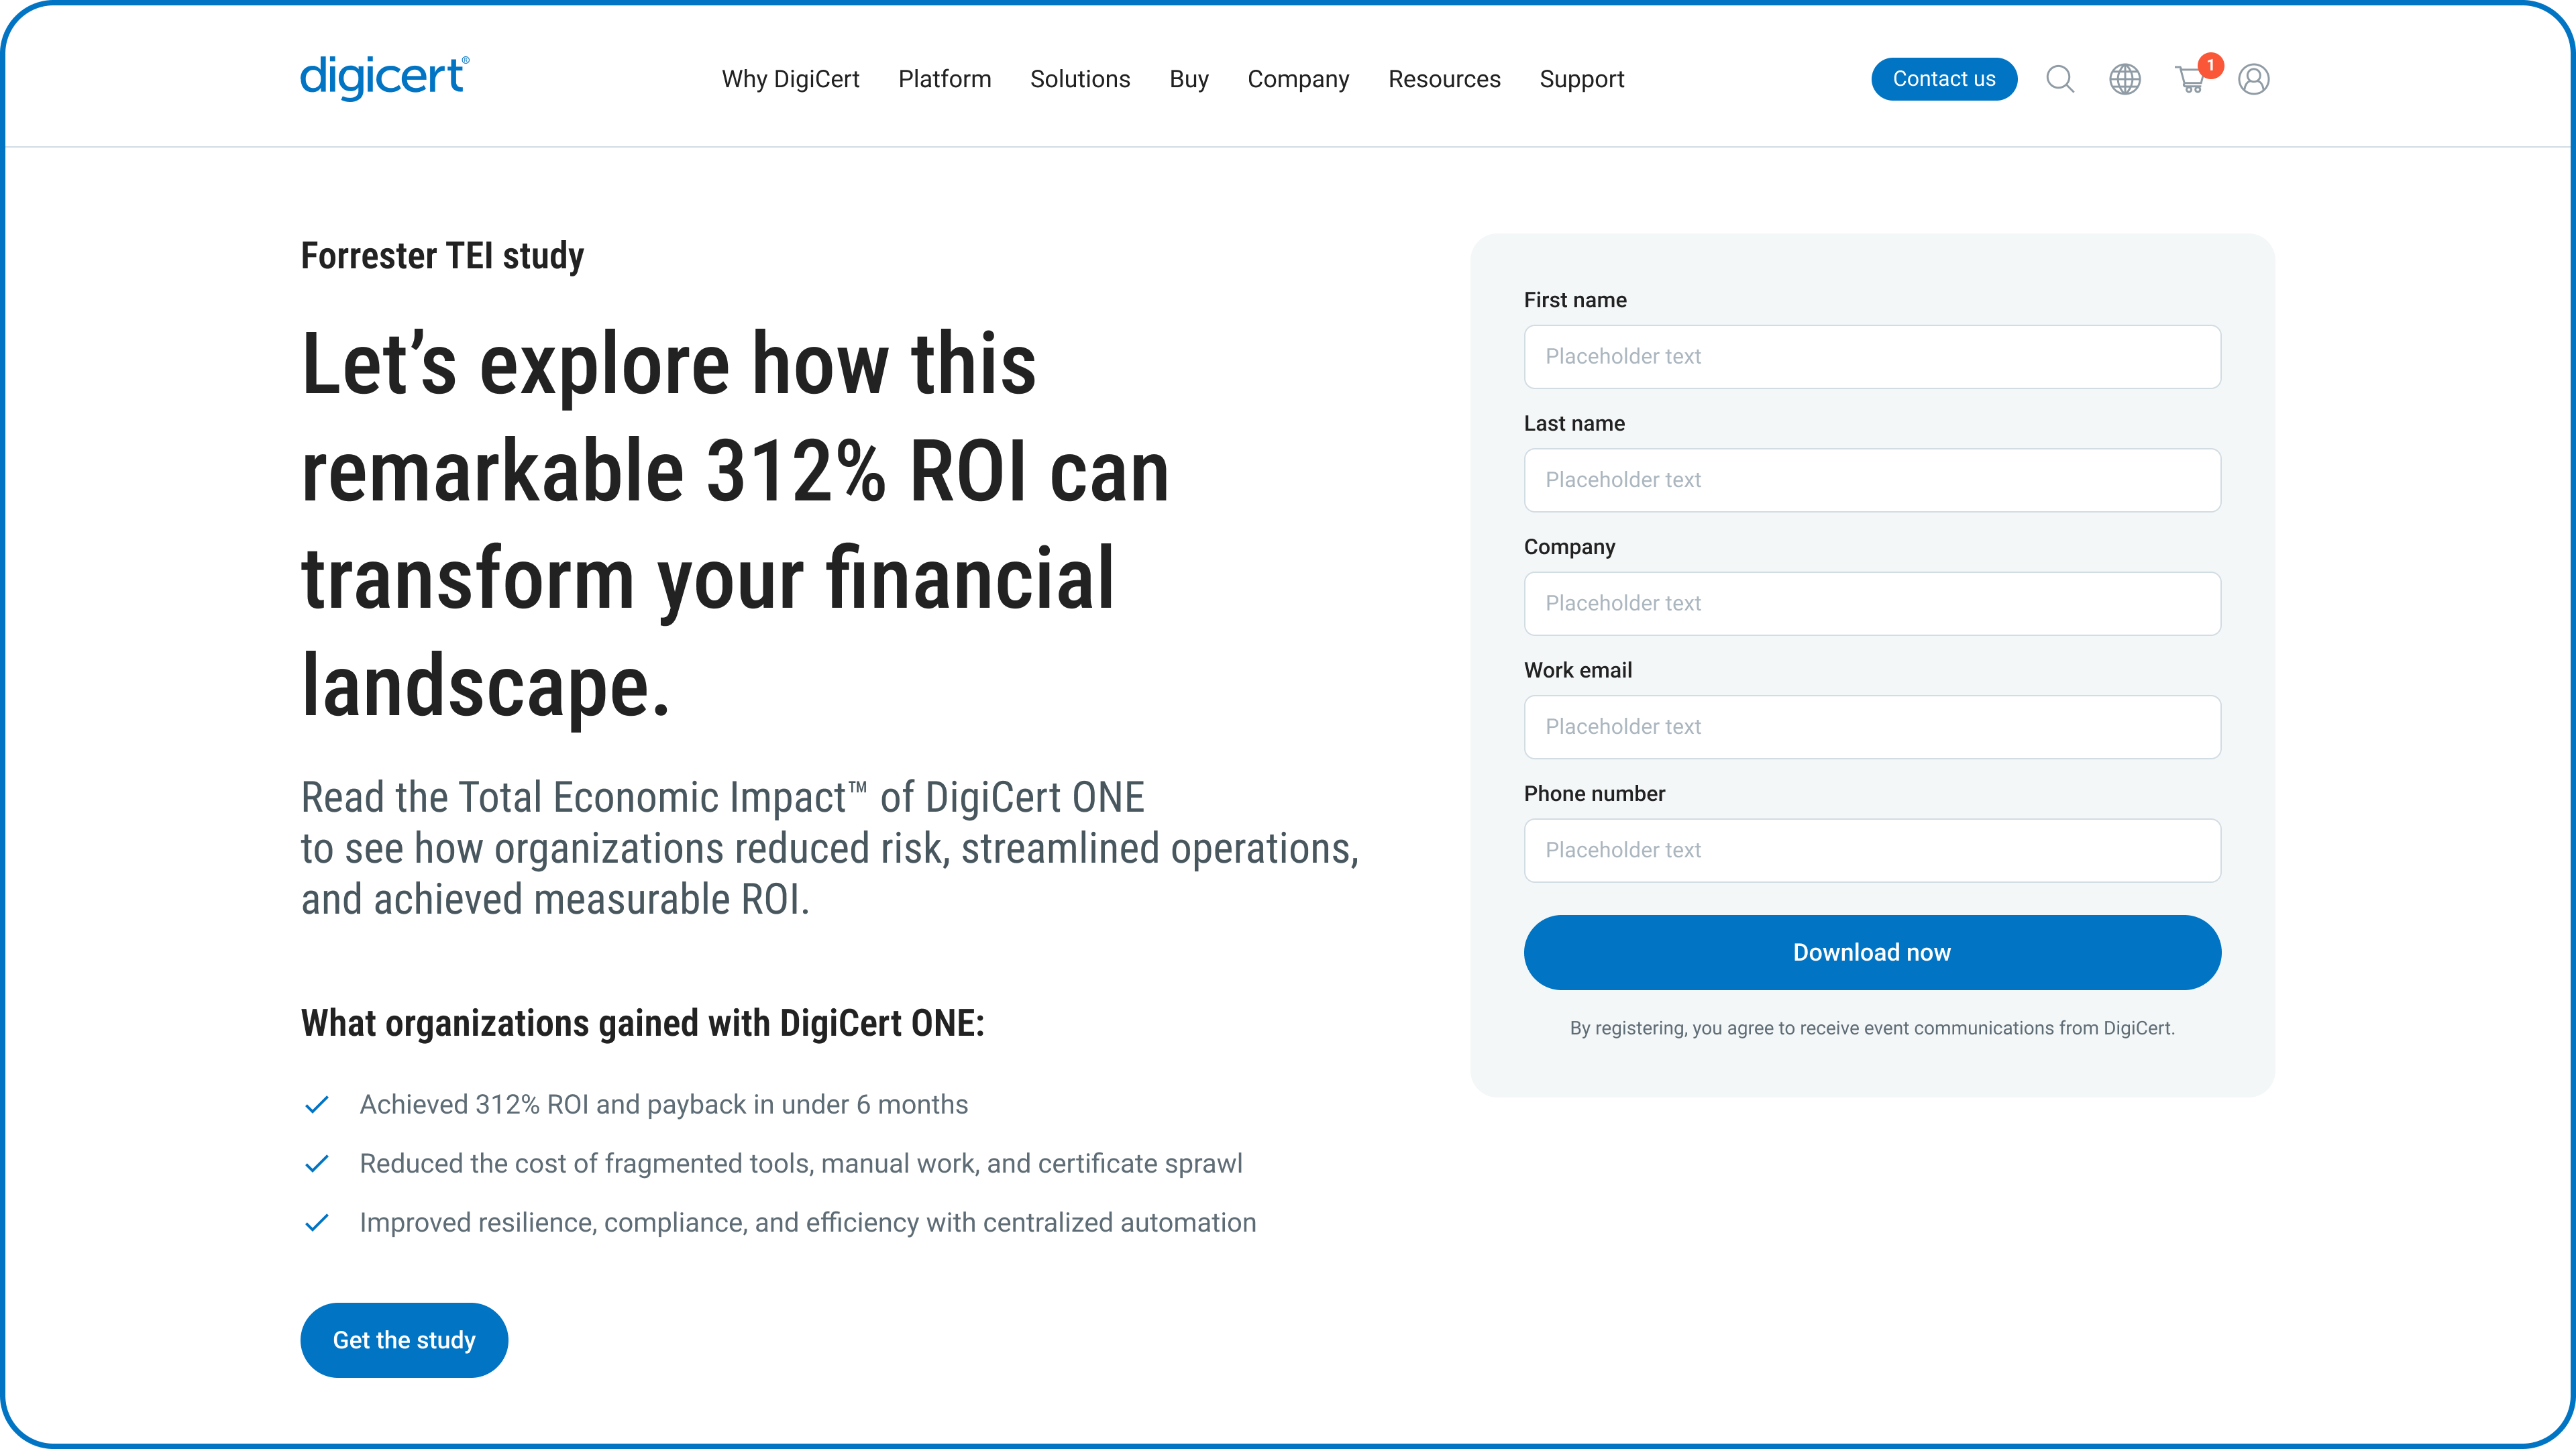 digicert®
Why DigiCert Platform Solutions Buy Company Resources Support
Contact us
1
Forrester TEI study
Let’s explore how this
remarkable 312% ROI can
transform your financial
landscape.
Read the Total Economic Impact™ of DigiCert ONE
to see how organizations reduced risk, streamlined operations,
and achieved measurable ROI.
What organizations gained with DigiCert ONE:
Achieved 312% ROI and payback in under 6 months
Reduced the cost of fragmented tools, manual work, and certificate sprawl
Improved resilience, compliance, and efficiency with centralized automation
Get the study
First name
Placeholder text
Last name
Placeholder text
Company
Placeholder text
Work email
Placeholder text
Phone number
Placeholder text
Download now
By registering, you agree to receive event communications from DigiCert.